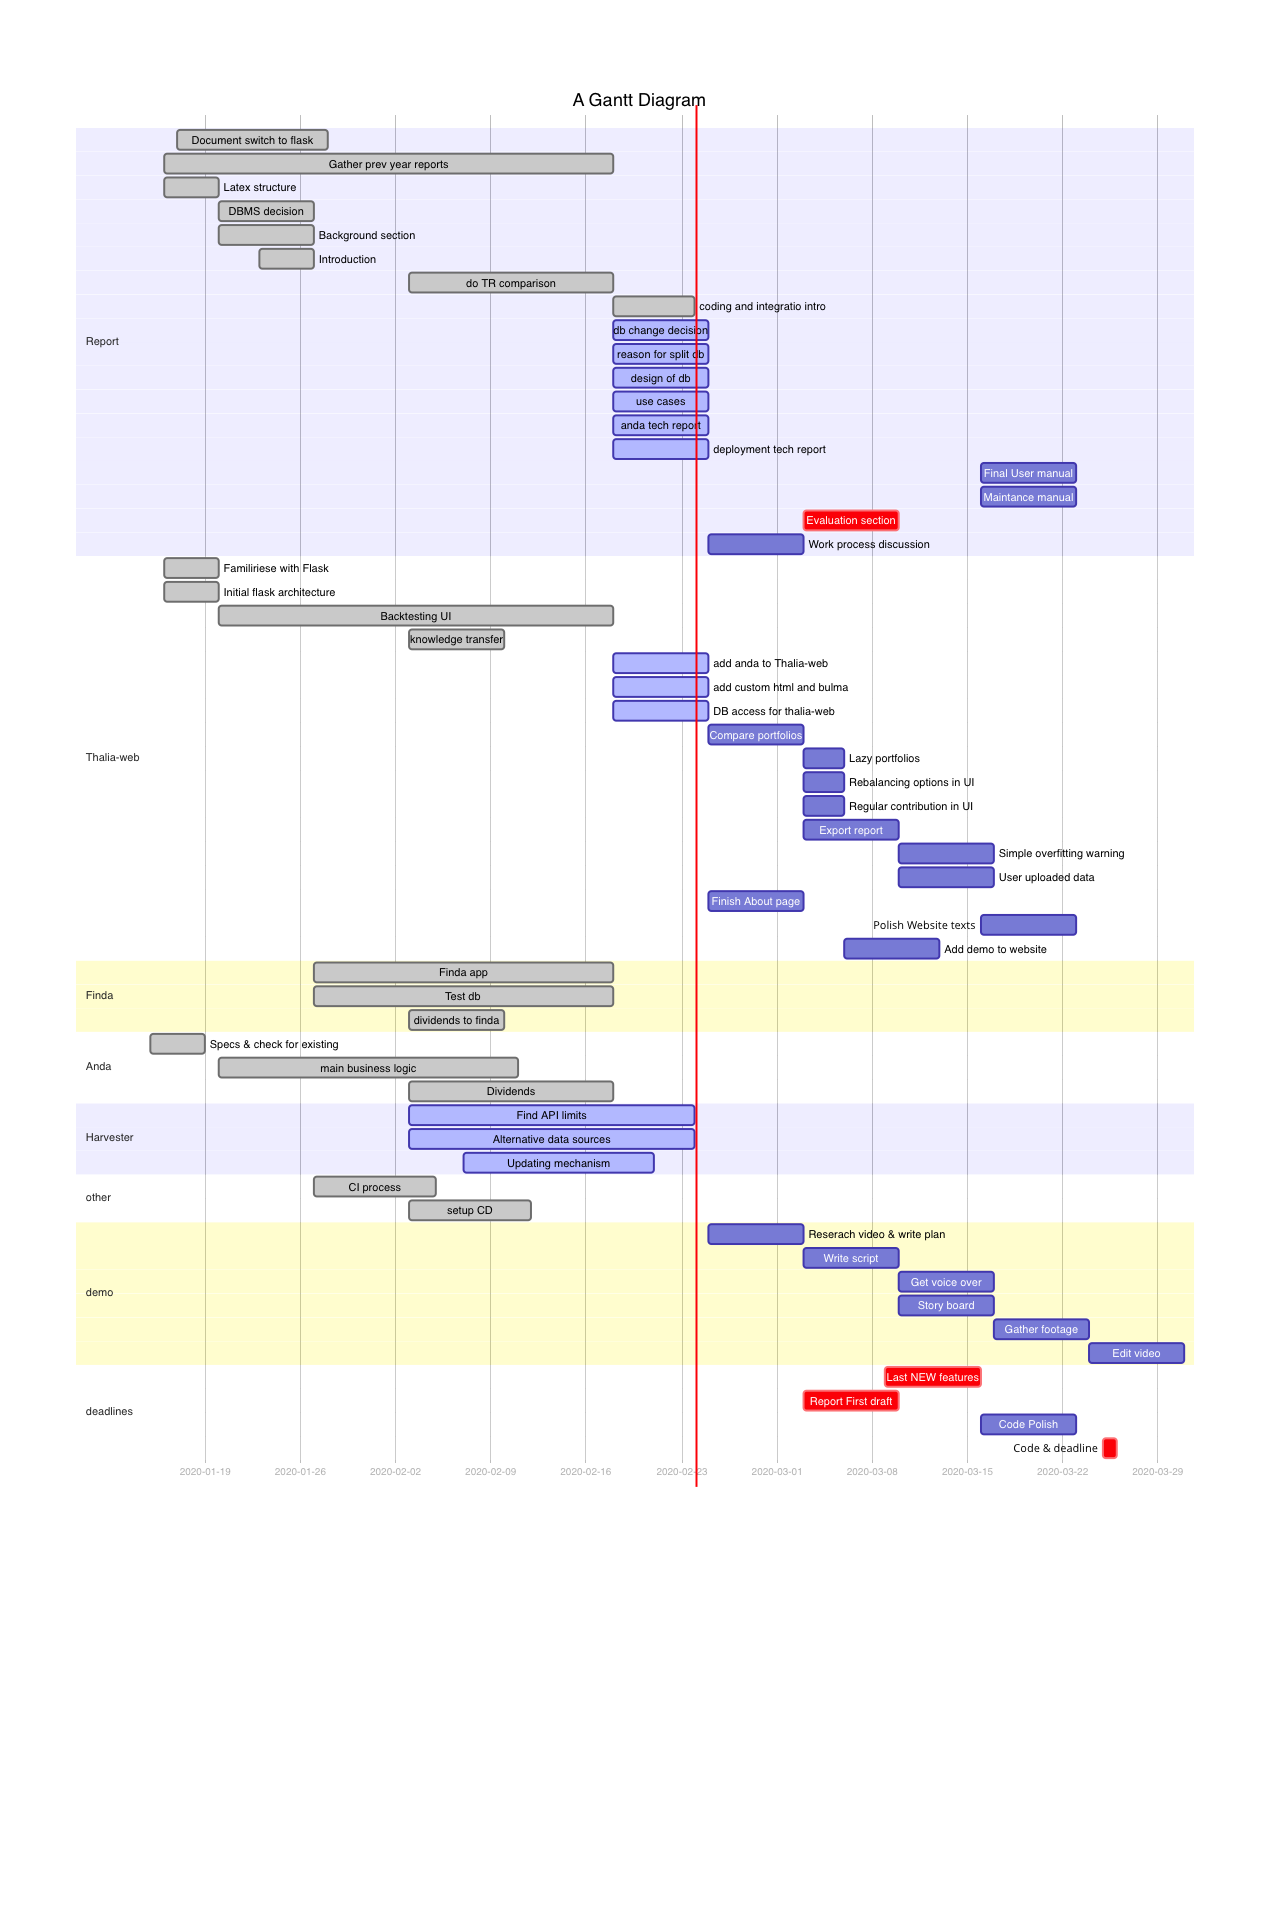 A Gantt Diagram
Document switch to flask
Gather prev year reports
Latex structure
DBMS decision
Background section
Introduction
do TR comparison
coding and integratio intro
db change decision
Report
reason for split db
design of db
use cases
anda tech report
deployment tech report
Final User manual
Maintance manual
Evaluation section
Work process discussion
Familiriese with Flask
Initial flask architecture
Backtesting UI
knowledge transfer
add anda to Thalia-web
add custom html and bulma
DB access for thalia-web
Compare portfolios
Thalia-web
Lazy portfolios
Rebalancing options in UI
Regular contribution in UI
Export report
Simple overfitting warning
User uploaded data
Finish About page
Polish Website texts
Add demo to website
Finda app
Finda
Test db
dividends to finda
Specs & check for existing
Anda
main business logic
Dividends
Find API limits
Harvester
Alternative data sources
Updating mechanism
CI process
other
setup CD
Reserach video & write plan
Write script
Get voice over
demo
Story board
Gather footage
Edit video
Last NEW features
Report First draft
deadlines
Code Polish
Code & deadline
2020-01-19 2020-01-26 2020-02-02 2020-02-09 2020-02-16 2020-02-23 2020-03-01 2020-03-08 2020-03-15 2020-03-22 2020-03-29